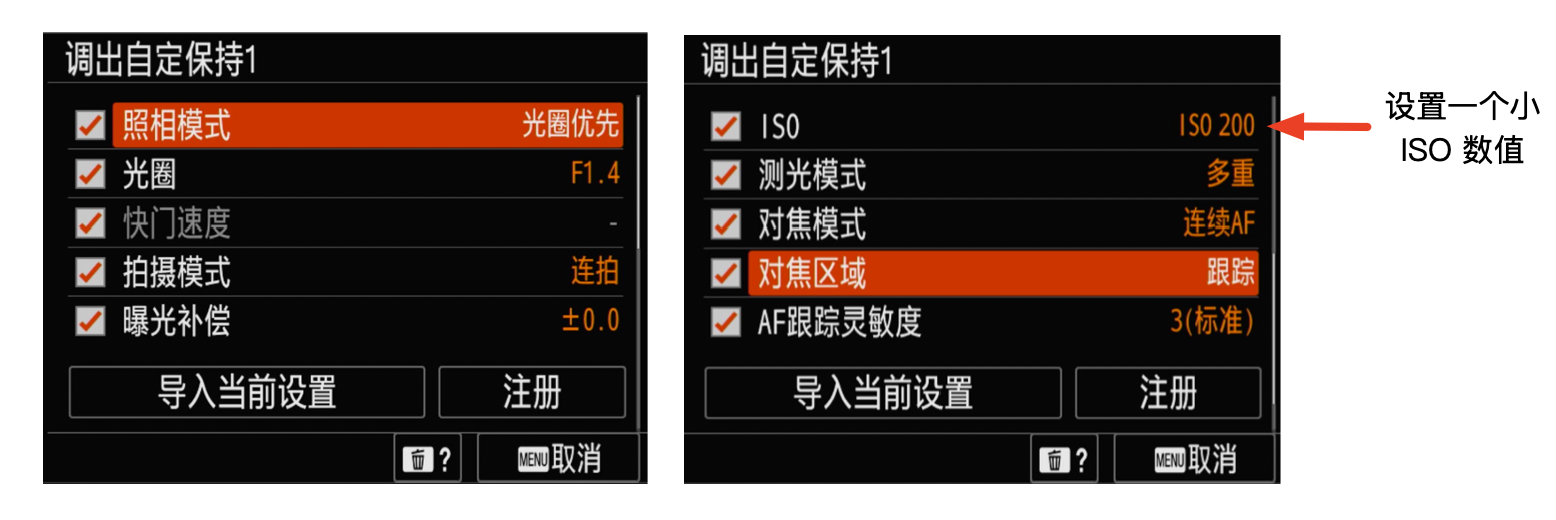 调出自定保持1
照相模式 光圈优先
光圈 F1.4
快门速度 -
拍摄模式 连拍
曝光补偿 ±0.0
导入当前设置 注册
? MENU取消
调出自定保持1
ISO ISO 200
测光模式 多重
对焦模式 连续AF
对焦区域 跟踪
AF跟踪灵敏度 3(标准)
导入当前设置 注册
? MENU取消
设置一个小
ISO 数值